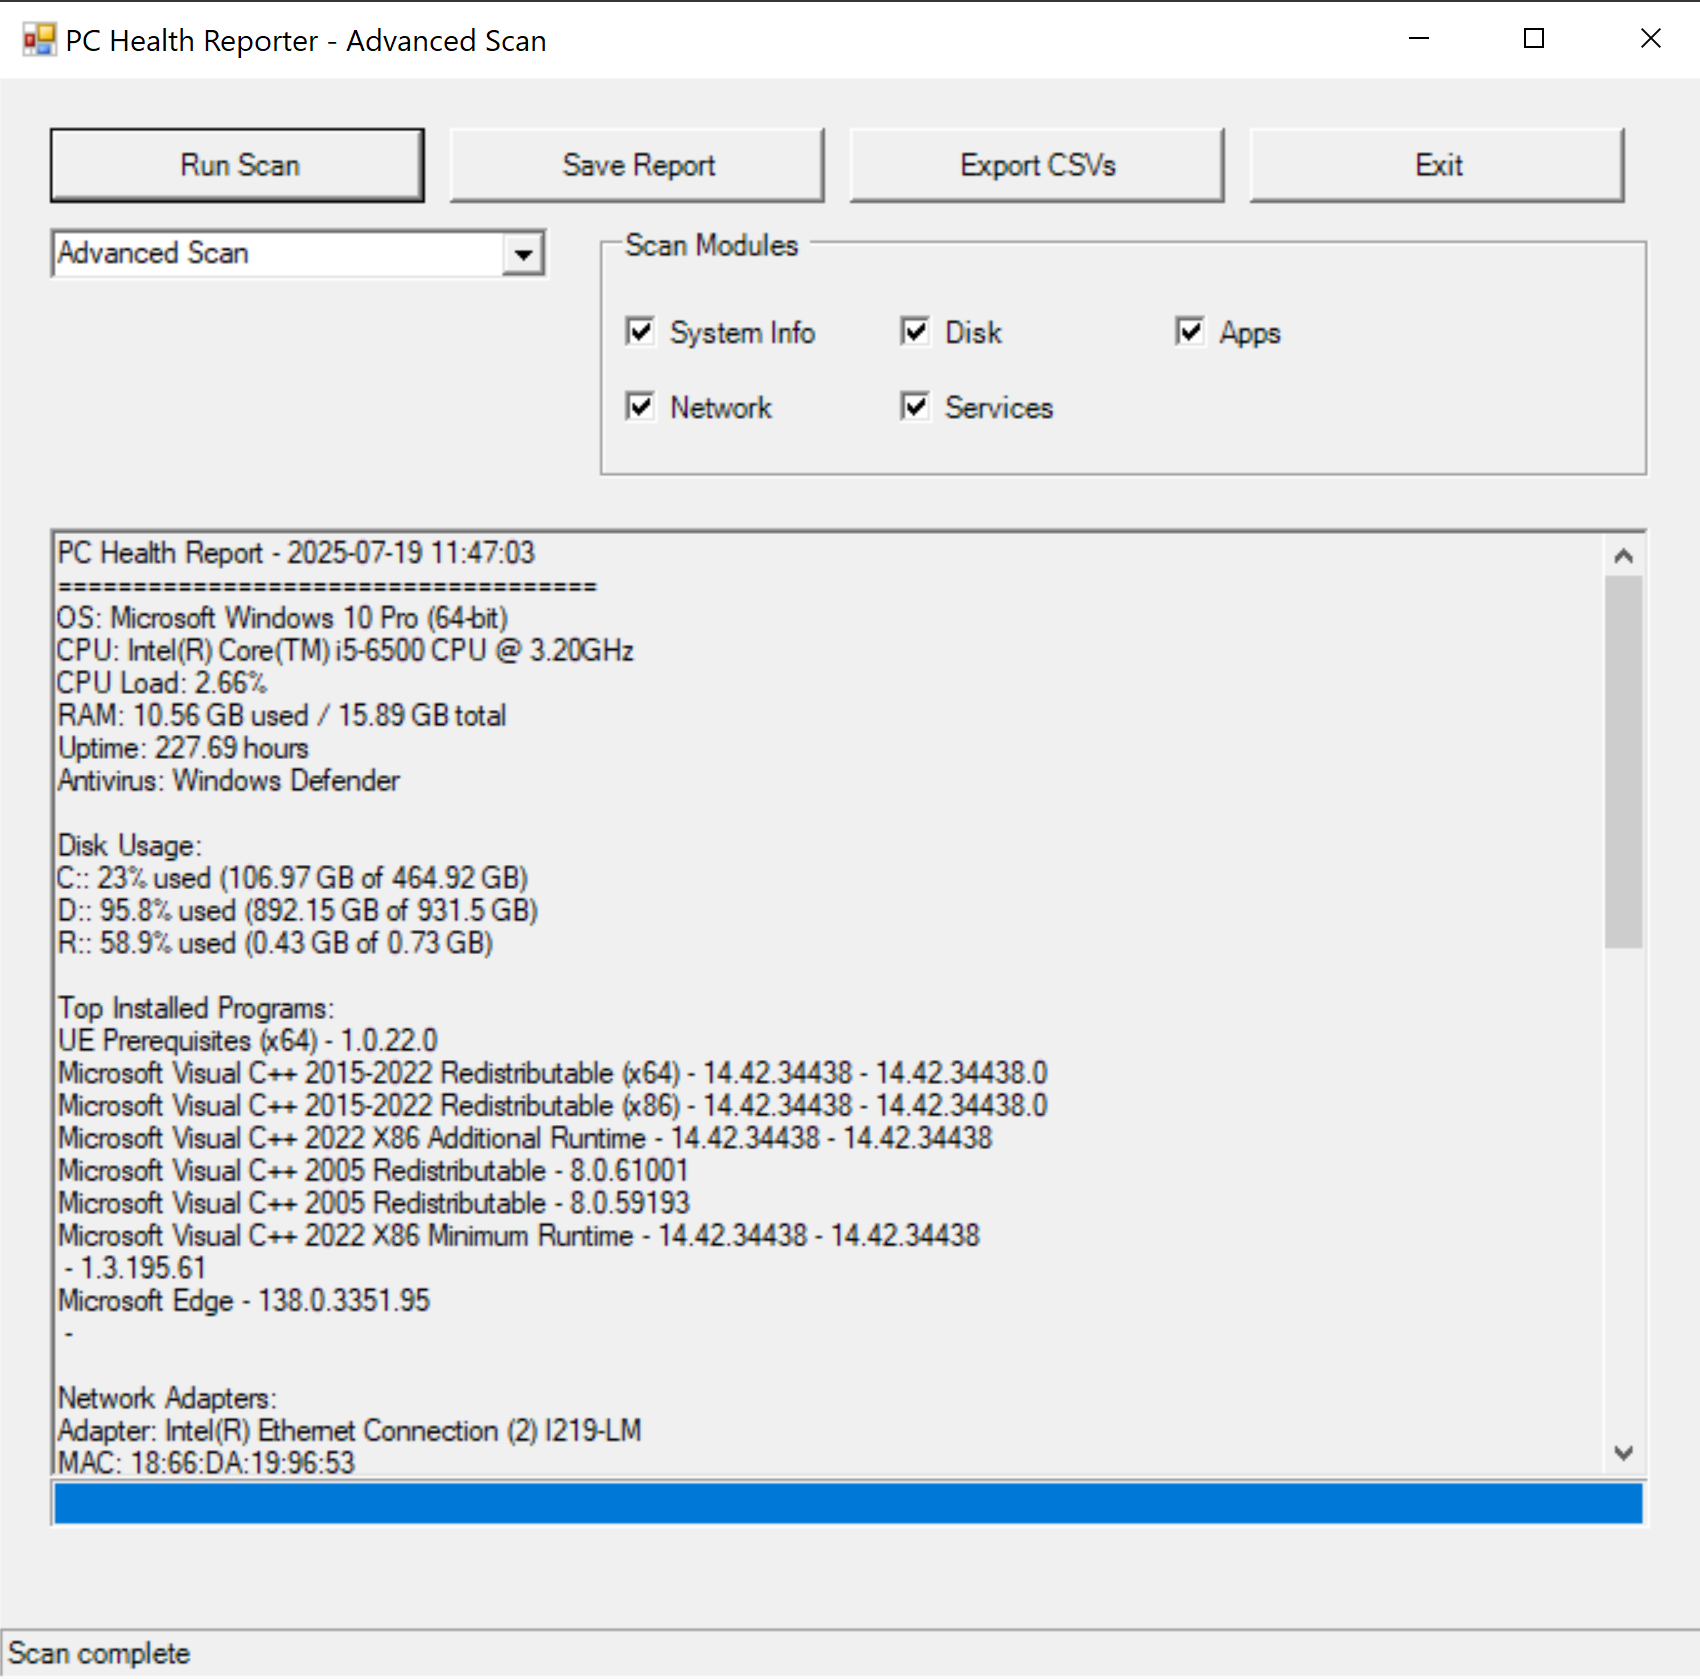 PC Health Reporter - Advanced Scan
Run Scan
Save Report
Export CSVs
Exit
Advanced Scan
Scan Modules
System Info
Disk
Apps
Network
Services
PC Health Report - 2025-07-19 11:47:03
====================================
OS: Microsoft Windows 10 Pro (64-bit)
CPU: Intel(R) Core(TM) i5-6500 CPU @ 3.20GHz
CPU Load: 2.66%
RAM: 10.56 GB used / 15.89 GB total
Uptime: 227.69 hours
Antivirus: Windows Defender
Disk Usage:
C:: 23% used (106.97 GB of 464.92 GB)
D:: 95.8% used (892.15 GB of 931.5 GB)
R:: 58.9% used (0.43 GB of 0.73 GB)
Top Installed Programs:
UE Prerequisites (x64) - 1.0.22.0
Microsoft Visual C++ 2015-2022 Redistributable (x64) - 14.42.34438 - 14.42.34438.0
Microsoft Visual C++ 2015-2022 Redistributable (x86) - 14.42.34438 - 14.42.34438.0
Microsoft Visual C++ 2022 X86 Additional Runtime - 14.42.34438 - 14.42.34438
Microsoft Visual C++ 2005 Redistributable - 8.0.61001
Microsoft Visual C++ 2005 Redistributable - 8.0.59193
Microsoft Visual C++ 2022 X86 Minimum Runtime - 14.42.34438 - 14.42.34438
- 1.3.195.61
Microsoft Edge - 138.0.3351.95
-
Network Adapters:
Adapter: Intel(R) Ethernet Connection (2) I219-LM
MAC: 18:66:DA:19:96:53
Scan complete